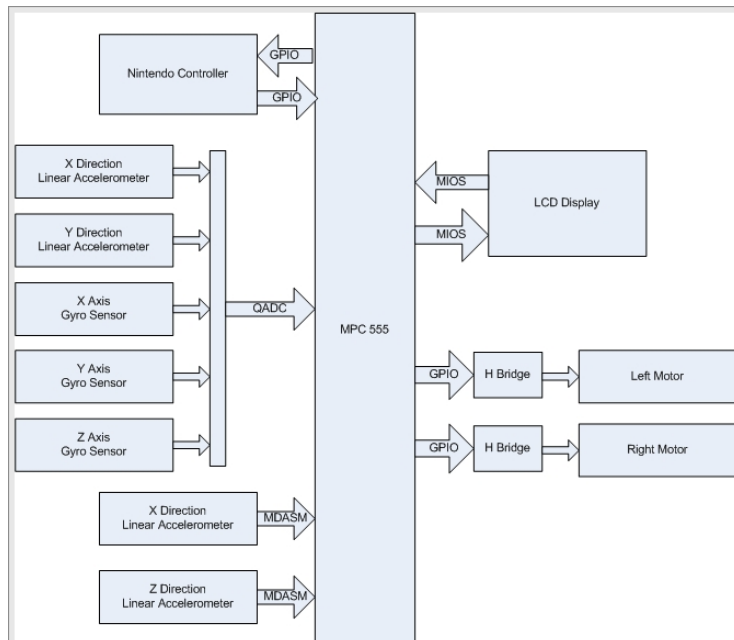 Nintendo Controller
GPIO
GPIO
X Direction
Linear Accelerometer
Y Direction
Linear Accelerometer
X Axis
Gyro Sensor
Y Axis
Gyro Sensor
Z Axis
Gyro Sensor
QADC
X Direction
Linear Accelerometer
MDASM
Z Direction
Linear Accelerometer
MDASM
MPC 555
MIOS
MIOS
LCD Display
GPIO
H Bridge
Left Motor
GPIO
H Bridge
Right Motor